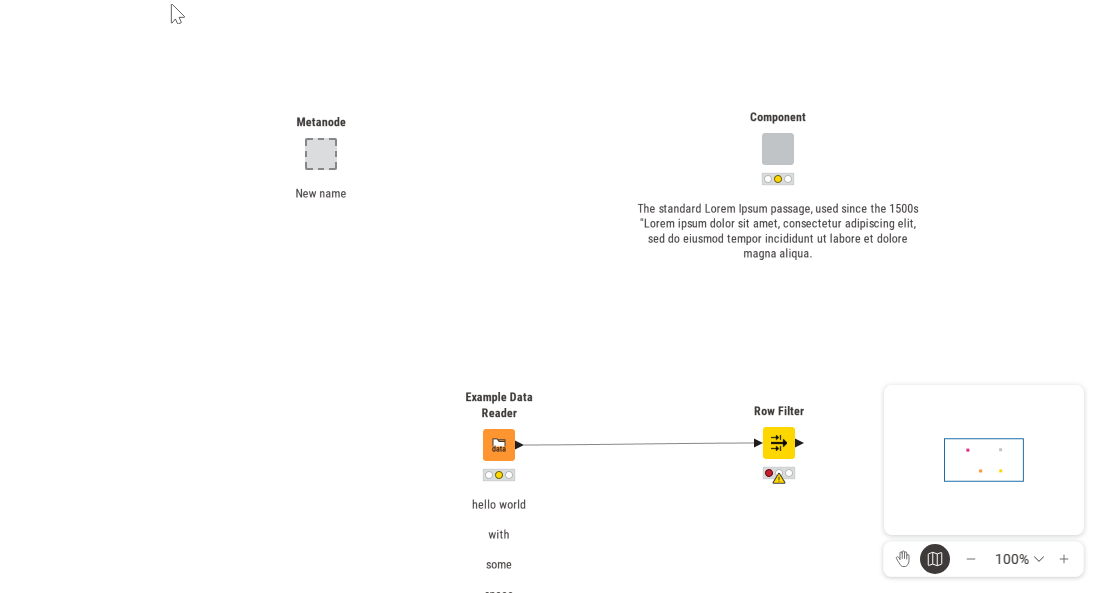 Metanode
New name
Component
The standard Lorem Ipsum passage, used since the 1500s
"Lorem ipsum dolor sit amet, consectetur adipiscing elit,
sed do eiusmod tempor incididunt ut labore et dolore
magna aliqua.
Example Data
Reader
data
hello world
with
some
Row Filter
100%